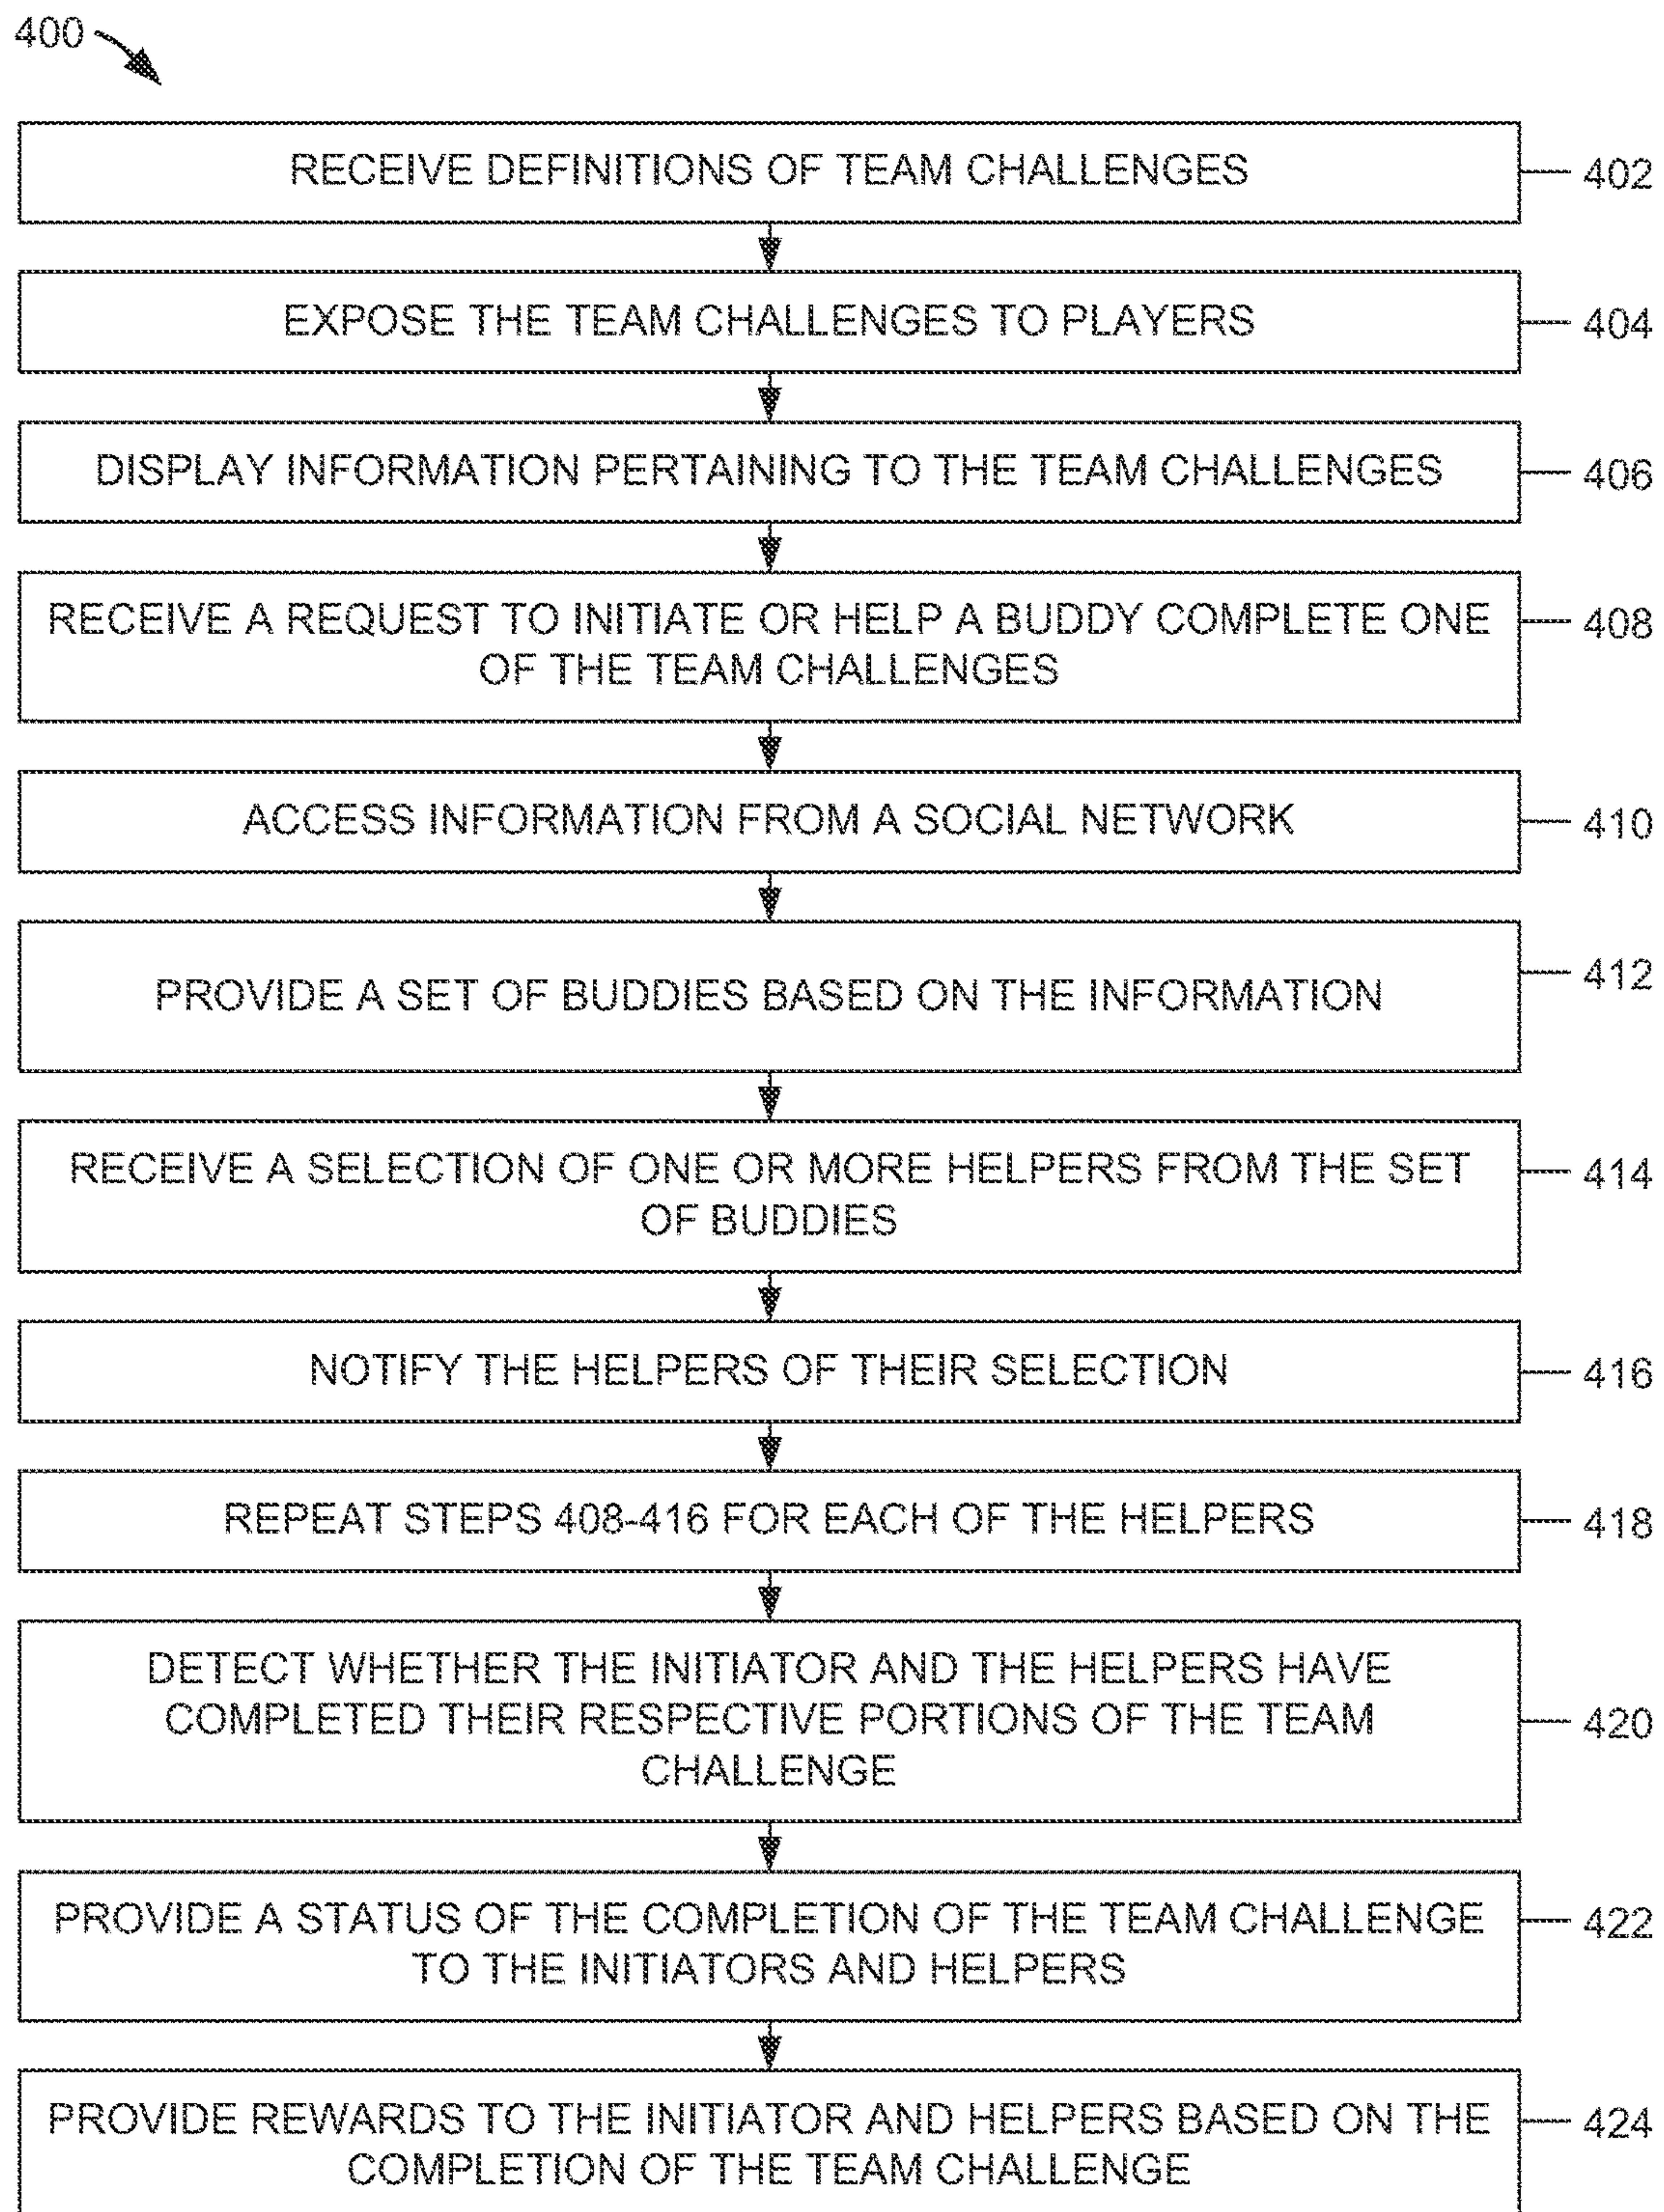 400
RECEIVE DEFINITIONS OF TEAM CHALLENGES
402
EXPOSE THE TEAM CHALLENGES TO PLAYERS
404
DISPLAY INFORMATION PERTAINING TO THE TEAM CHALLENGES
406
RECEIVE A REQUEST TO INITIATE OR HELP A BUDDY COMPLETE ONE
OF THE TEAM CHALLENGES
408
ACCESS INFORMATION FROM A SOCIAL NETWORK
410
PROVIDE A SET OF BUDDIES BASED ON THE INFORMATION
412
RECEIVE A SELECTION OF ONE OR MORE HELPERS FROM THE SET
OF BUDDIES
414
NOTIFY THE HELPERS OF THEIR SELECTION
416
REPEAT STEPS 408-416 FOR EACH OF THE HELPERS
418
DETECT WHETHER THE INITIATOR AND THE HELPERS HAVE
COMPLETED THEIR RESPECTIVE PORTIONS OF THE TEAM
CHALLENGE
420
PROVIDE A STATUS OF THE COMPLETION OF THE TEAM CHALLENGE
TO THE INITIATORS AND HELPERS
422
PROVIDE REWARDS TO THE INITIATOR AND HELPERS BASED ON THE
COMPLETION OF THE TEAM CHALLENGE
424